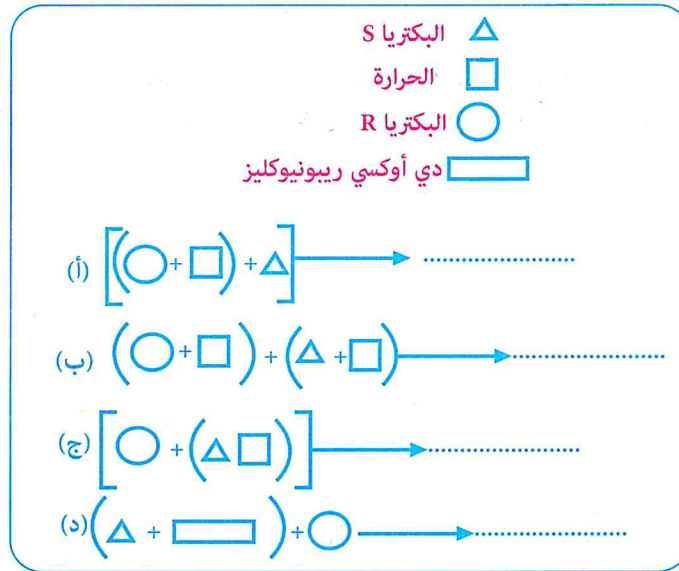 البكتريا S
الحرارة
البكتريا R
دي أوكسي ريبونيوكليز
(أ) [( + ) + ] ........................
(ب) ( + ) + ( + ) ........................
(ج) [ + ( )] ........................
(د) ( + ) + ........................